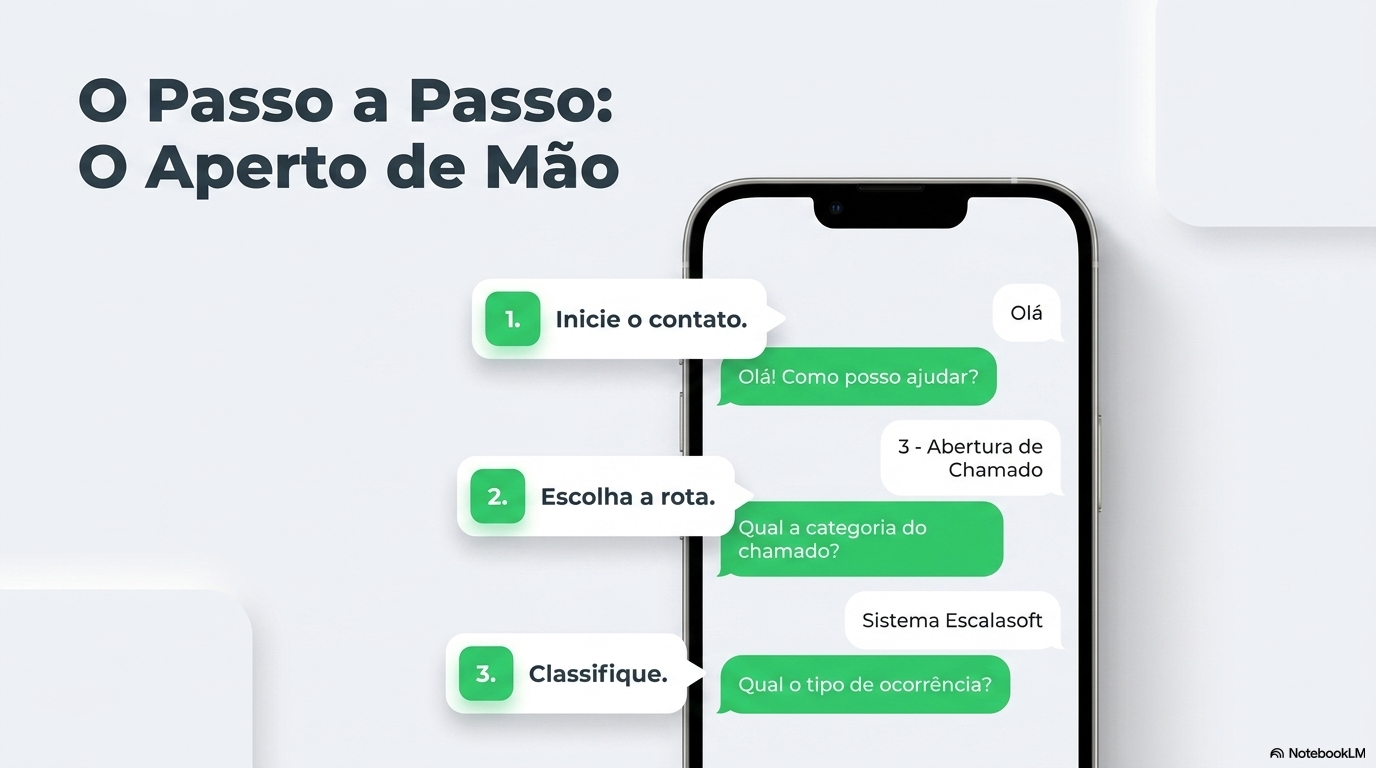 O Passo a Passo:
O Aperto de Mão
1. Inicie o contato.
Olá
Olá! Como posso ajudar?
3 - Abertura de
Chamado
2. Escolha a rota.
Qual a categoria do
chamado?
Sistema Escalasoft
3. Classifique.
Qual o tipo de ocorrência?
NotebookLM